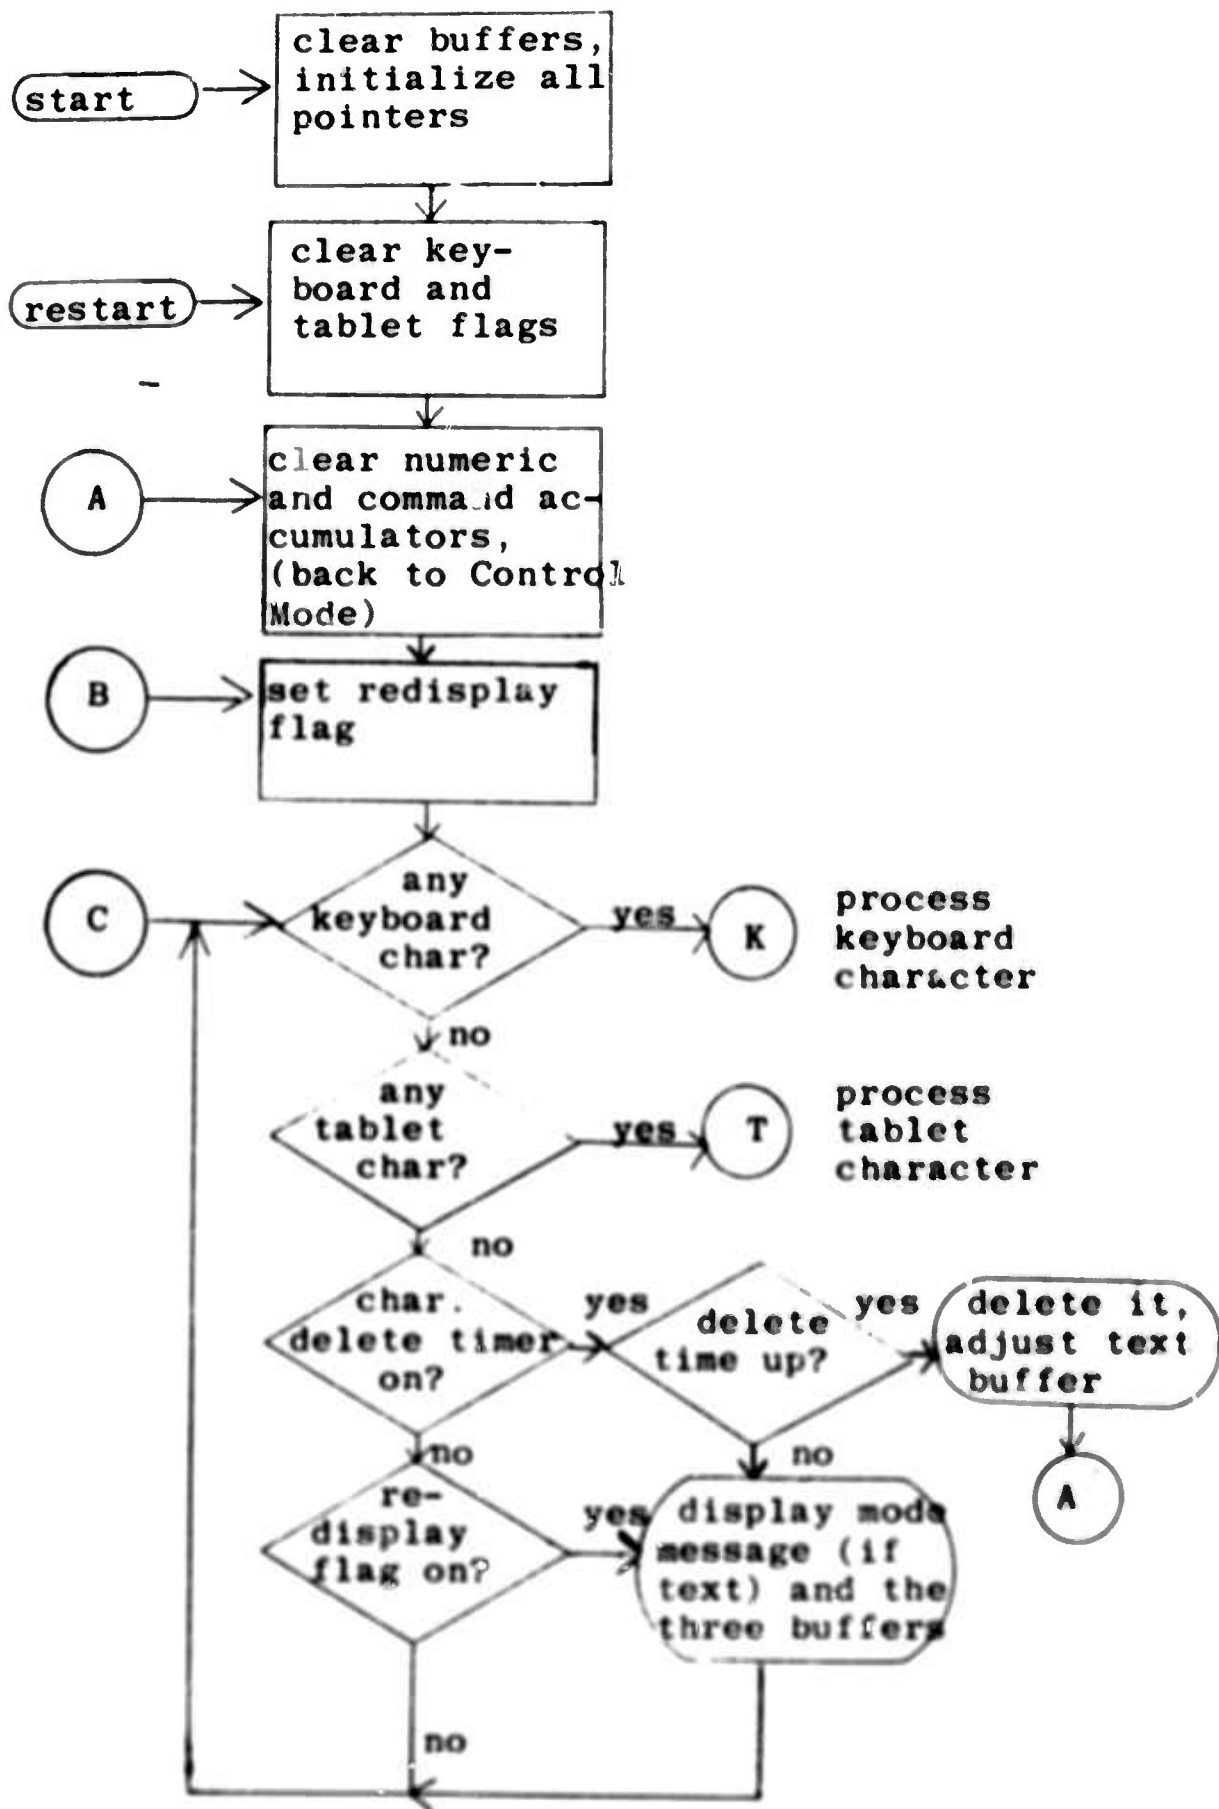 clear buffers,
initialize all
pointers
start
clear key-
board and
tablet flags
restart
clear numeric
and command ac-
cumulators,
(back to Control
Mode)
A
B
set redisplay
flag
C
any
keyboard
char?
yes
K
process
keyboard
character
no
any
tablet
char?
yes
T
process
tablet
character
no
char.
delete timer
on?
yes
delete
time up?
yes
delete it,
adjust text
buffer
no
no
A
re-
display
flag on?
yes
display mode
message (if
text) and the
three buffers
no